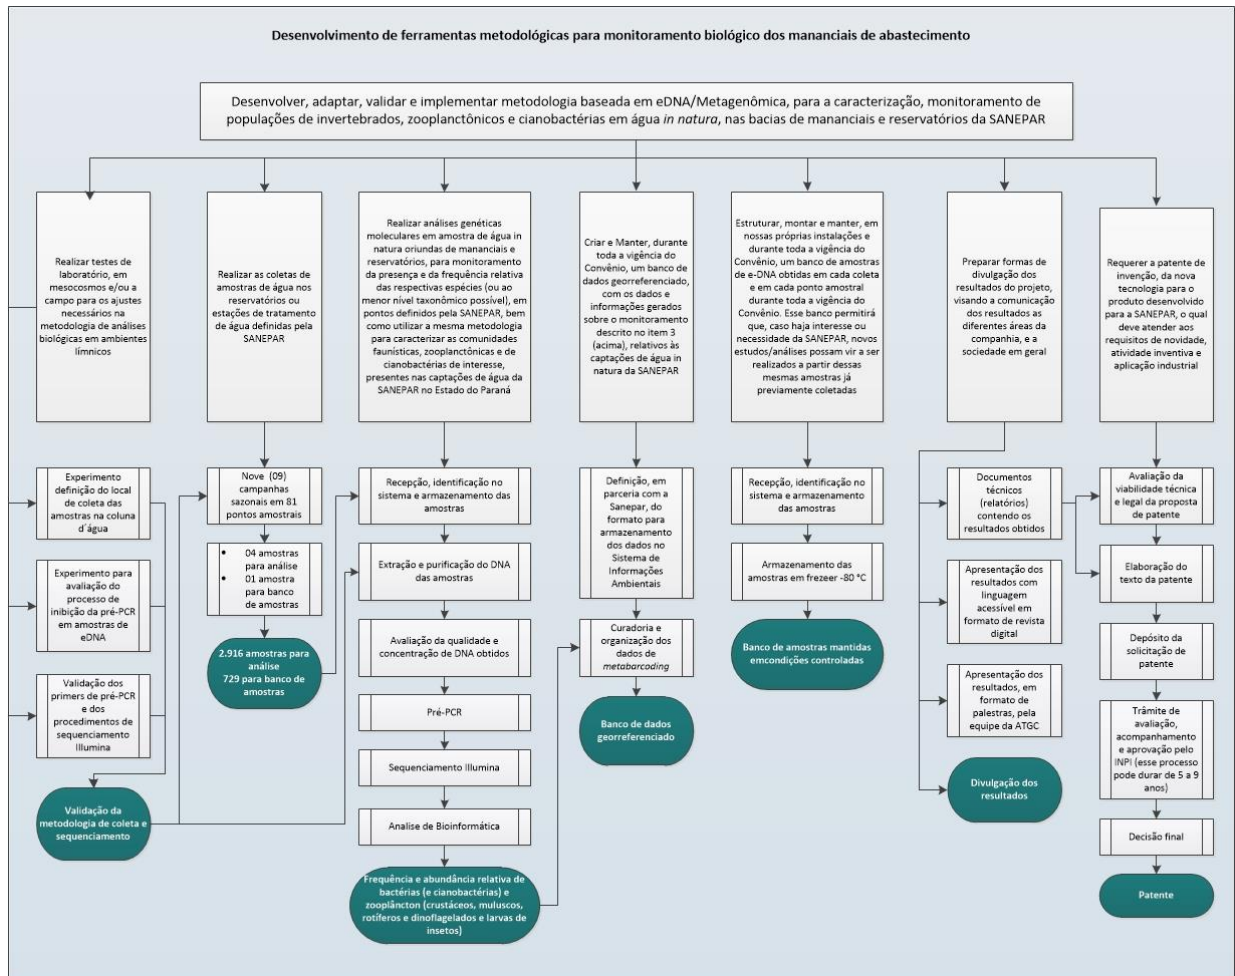 Desenvolvimento de ferramentas metodológicas para monitoramento biológico dos mananciais de abastecimento
Desenvolver, adaptar, validar e implementar metodologia baseada em eDNA/Metagenômica, para a caracterização, monitoramento de
populações de invertebrados, zooplanctônicos e cianobactérias em água in natura, nas bacias de mananciais e reservatórios da SANEPAR
Realizar testes de
laboratório, em
mesocosmos e/ou a
campo para os ajustes
necessários na
metodologia de análises
biológicas em ambientes
límnicos
Realizar as coletas de
amostras de água nos
reservatórios ou
estações de tratamento
de água definidas pela
SANEPAR
Realizar análises genéticas
moleculares em amostra de água in
natura oriundas de mananciais e
reservatórios, para monitoramento
da presença e da frequência relativa
das respectivas espécies (ou ao
menor nível taxonômico possível), em
pontos definidos pela SANEPAR, bem
como utilizar a mesma metodologia
para caracterizar as comunidades
faunísticas, zooplanctônicas e de
cianobactérias de interesse,
presentes nas captações de água da
SANEPAR no Estado do Paraná
Criar e Manter, durante
toda a vigência do
Convênio, um banco de
dados georreferenciado,
com os dados e
informações gerados
sobre o monitoramento
descrito no item 3
(acima), relativos às
captações de água in
natura da SANEPAR
Estruturar, montar e manter, em
nossas próprias instalações e
durante toda a vigência do
Convênio, um banco de amostras
de e-DNA obtidas em cada coleta
e em cada ponto amostral
durante toda a vigência do
Convênio. Esse banco permitirá
que, caso haja interesse ou
necessidade da SANEPAR, novos
estudos/análises possam vir a ser
realizados a partir dessas
mesmas amostras já
previamente coletadas
Preparar formas de
divulgação dos
resultados do projeto,
visando a comunicação
dos resultados as
diferentes áreas da
companhia, e a
sociedade em geral
Requerer a patente de
invenção, da nova
tecnologia para o
produto desenvolvido
para a SANEPAR, o qual
deve atender aos
requisitos de novidade,
atividade inventiva e
aplicação industrial
Experimento
definição do local
de coleta das
amostras na coluna
d´água
Experimento para
avaliação do
processo de
inibição da pré-PCR
em amostras de
eDNA
Validação dos
primers de pré-PCR
e dos
procedimentos de
sequenciamento
Illumina
Validação da
metodologia de coleta e
sequenciamento
Nove (09)
campanhas
sazonais em 81
pontos amostrais
• 04 amostras
para análise
• 01 amostra
para banco
de amostras
2.916 amostras para
análise
729 para banco de
amostras
Recepção, identificação no
sistema e armazenamento das
amostras
Extração e purificação do DNA
das amostras
Avaliação da qualidade e
concentração de DNA obtidos
Pré-PCR
Sequenciamento Illumina
Analise de Bioinformática
Frequência e abundância relativa de
bactérias (e cianobactérias) e
zooplâncton (crustáceos, muluscos,
rotíferos e dinoflagelados e larvas de
insetos)
Definição, em
parceria com a
Sanepar, do
formato para
armazenamento
dos dados no
Sistema de
Informações
Ambientais
Curadoria e
organização dos
dados de
metabarcoding
Banco de dados
georreferenciado
Recepção, identificação no
sistema e armazenamento
das amostras
Armazenamento das
amostras em frezeer -80 °C
Banco de amostras mantidas
emcondições controladas
Documentos
técnicos
(relatórios)
contendo os
resultados obtidos
Apresentação dos
resultados com
linguagem
acessível em
formato de revista
digital
Apresentação dos
resultados, em
formato de
palestras, pela
equipe da ATGC
Divulgação dos
resultados
Avaliação da
viabilidade técnica
e legal da proposta
de patente
Elaboração do
texto da patente
Depósito da
solicitação de
patente
Trâmite de
avaliação,
acompanhamento
e aprovação pelo
INPI (esse processo
pode durar de 5 a 9
anos)
Decisão final
Patente